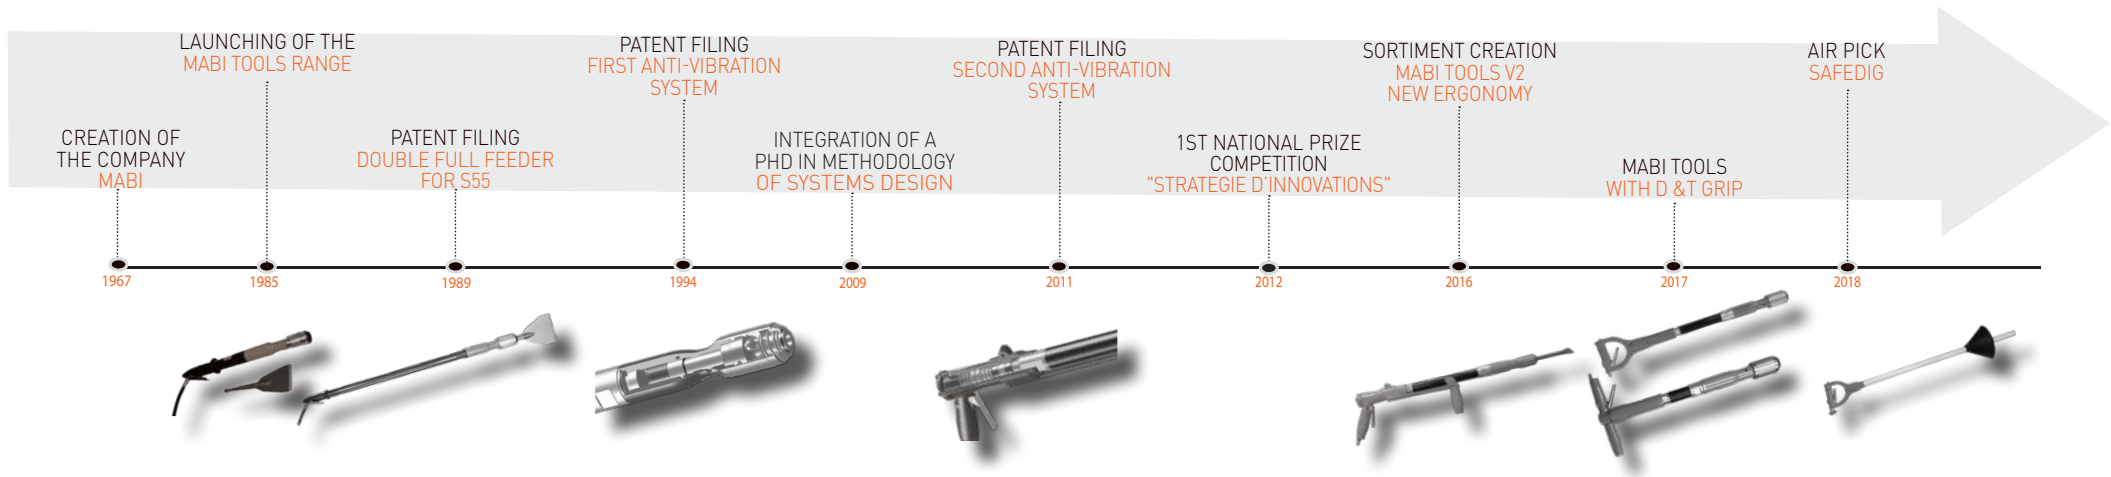 CREATION OF
THE COMPANY
MABI
1967
LAUNCHING OF THE
MABI TOOLS RANGE
1985
PATENT FILING
DOUBLE FULL FEEDER
FOR S55
1989
PATENT FILING
FIRST ANTI-VIBRATION
SYSTEM
1994
INTEGRATION OF A
PHD IN METHODOLOGY
OF SYSTEMS DESIGN
2009
PATENT FILING
SECOND ANTI-VIBRATION
SYSTEM
2011
1ST NATIONAL PRIZE
COMPETITION
"STRATEGIE D'INNOVATIONS"
2012
SORTIMENT CREATION
MABI TOOLS V2
NEW ERGONOMY
2016
MABI TOOLS
WITH D &T GRIP
2017
AIR PICK
SAFEDIG
2018